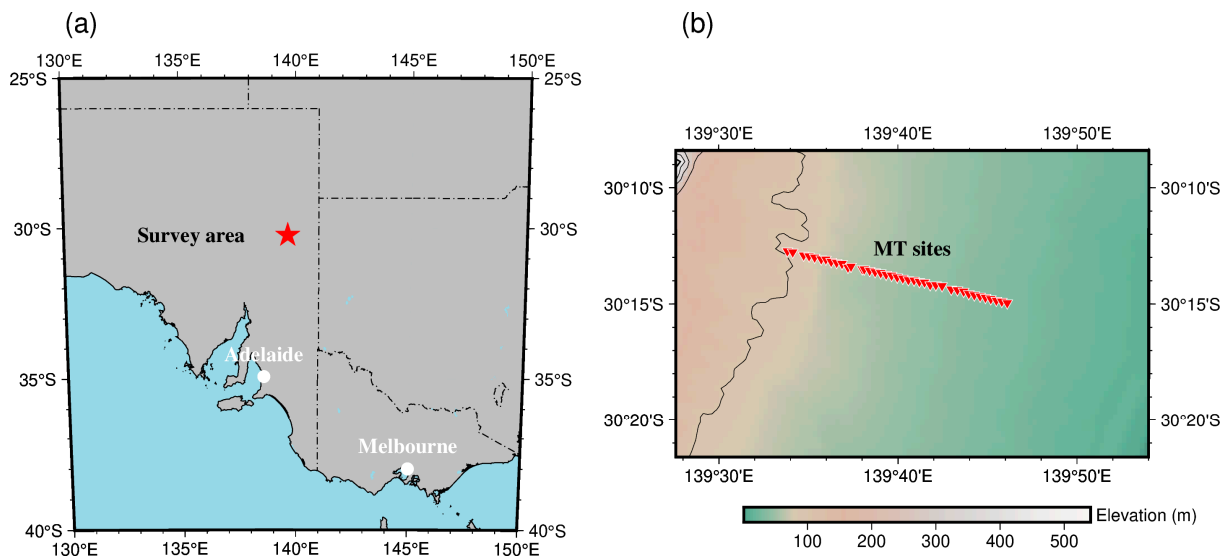 (a)
130°E 135°E 140°E 145°E 150°E
25°S 25°S
30°S 30°S
Survey area
Adelaide
35°S 35°S
Melbourne
40°S 40°S
130°E 135°E 140°E 145°E 150°E
(b)
139°30'E 139°40'E 139°50'E
30°10'S 30°10'S
MT sites
30°15'S 30°15'S
30°20'S 30°20'S
139°30'E 139°40'E 139°50'E
Elevation (m)
100 200 300 400 500